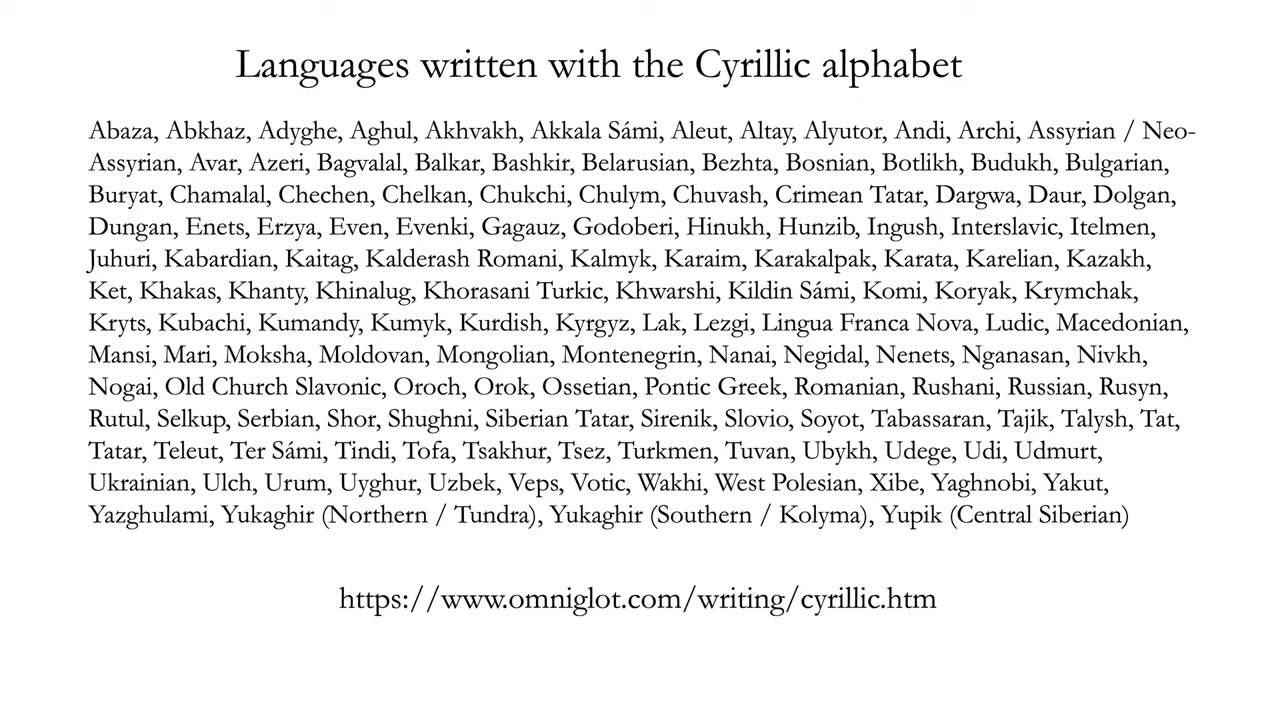 Languages written with the Cyrillic alphabet
Abaza, Abkhaz, Adyghe, Aghul, Akhvakh, Akkala Sámi, Aleut, Altay, Alyutor, Andi, Archi, Assyrian / Neo-
Assyrian, Avar, Azeri, Bagvalal, Balkar, Bashkir, Belarusian, Bezhta, Bosnian, Botlikh, Budukh, Bulgarian,
Buryat, Chamalal, Chechen, Chelkan, Chukchi, Chulym, Chuvash, Crimean Tatar, Dargwa, Daur, Dolgan,
Dungan, Enets, Erzya, Even, Evenki, Gagauz, Godoberi, Hinukh, Hunzib, Ingush, Interslavic, Itelmen,
Juhuri, Kabardian, Kaitag, Kalderash Romani, Kalmyk, Karaim, Karakalpak, Karata, Karelian, Kazakh,
Ket, Khakas, Khanty, Khinalug, Khorasani Turkic, Khwarshi, Kildin Sámi, Komi, Koryak, Krymchak,
Kryts, Kubachi, Kumandy, Kumyk, Kurdish, Kyrgyz, Lak, Lezgi, Lingua Franca Nova, Ludic, Macedonian,
Mansi, Mari, Moksha, Moldovan, Mongolian, Montenegrin, Nanai, Negidal, Nenets, Nganasan, Nivkh,
Nogai, Old Church Slavonic, Oroch, Orok, Ossetian, Pontic Greek, Romanian, Rushani, Russian, Rusyn,
Rutul, Selkup, Serbian, Shor, Shughni, Siberian Tatar, Sirenik, Slovio, Soyot, Tabassaran, Tajik, Talysh, Tat,
Tatar, Teleut, Ter Sámi, Tindi, Tofa, Tsakhur, Tsez, Turkmen, Tuvan, Ubykh, Udege, Udi, Udmurt,
Ukrainian, Ulch, Urum, Uyghur, Uzbek, Veps, Votic, Wakhi, West Polesian, Xibe, Yaghnobi, Yakut,
Yazghulami, Yukaghir (Northern / Tundra), Yukaghir (Southern / Kolyma), Yupik (Central Siberian)
https://www.omniglot.com/writing/cyrillic.htm